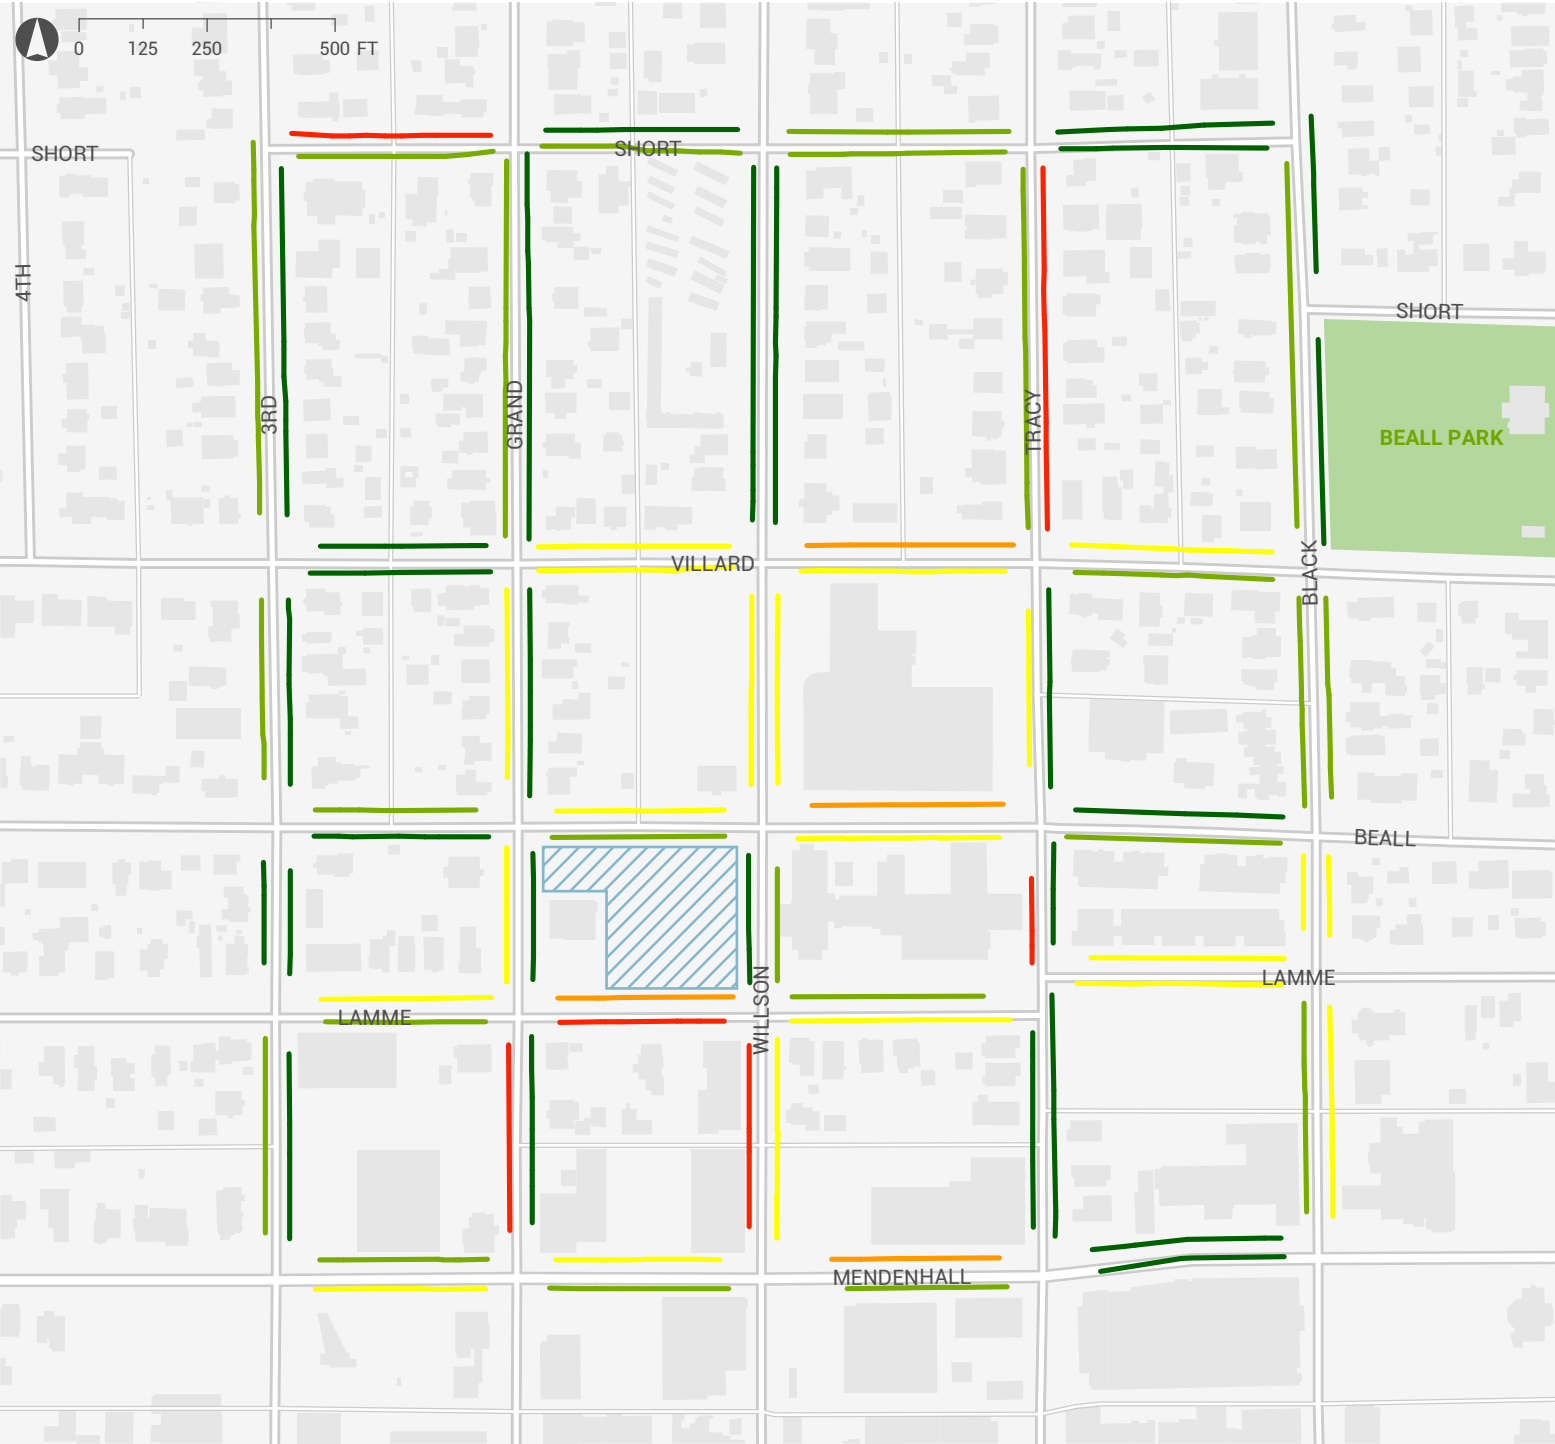 0 125 250 500 FT
SHORT
SHORT
4TH
SHORT
3RD
GRAND
TRACY
BEALL PARK
VILLARD
BLACK
BEALL
LAMME
WILLSON
LAMME
MENDENHALL